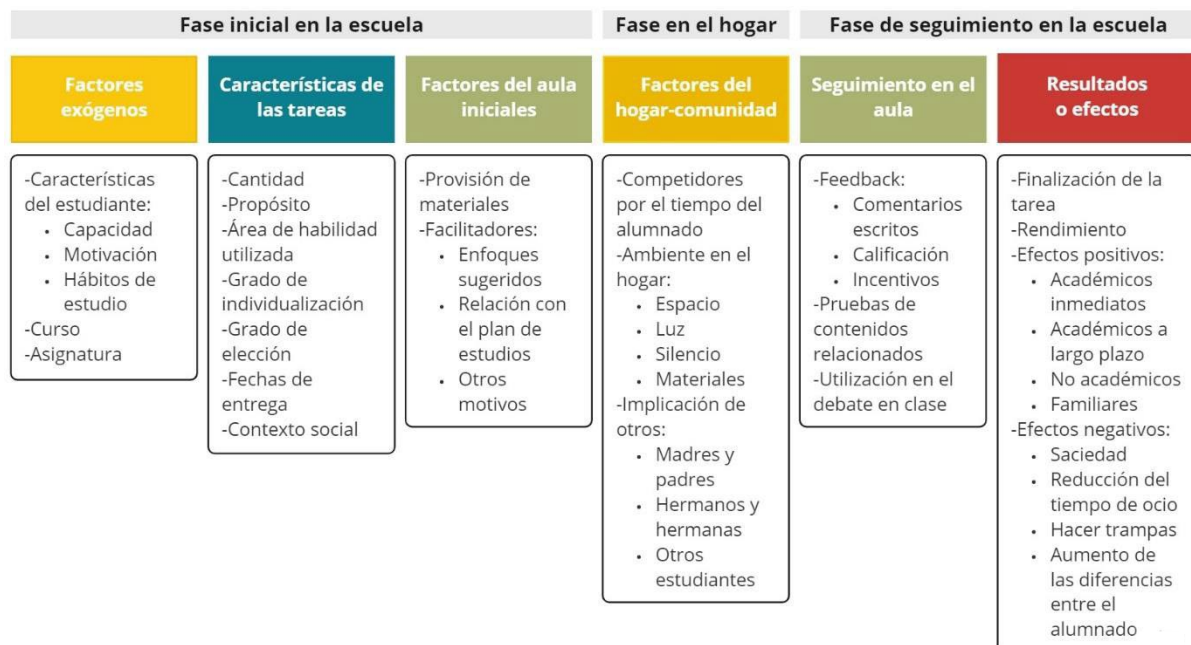 Fase inicial en la escuela
Fase en el hogar
Fase de seguimiento en la escuela
Factores
exógenos
Características de
las tareas
Factores del aula
iniciales
Factores del
hogar-comunidad
Seguimiento en el
aula
Resultados
o efectos
-Características
del estudiante:
• Capacidad
• Motivación
• Hábitos de
estudio
-Curso
-Asignatura
-Cantidad
-Propósito
-Área de habilidad
utilizada
-Grado de
individualización
-Grado de
elección
-Fechas de
entrega
-Contexto social
-Provisión de
materiales
-Facilitadores:
• Enfoques
sugeridos
• Relación con
el plan de
estudios
• Otros
motivos
-Competidores
por el tiempo del
alumnado
-Ambiente en el
hogar:
• Espacio
• Luz
• Silencio
• Materiales
-Implicación de
otros:
• Madres y
padres
• Hermanos y
hermanas
• Otros
estudiantes
-Feedback:
• Comentarios
escritos
• Calificación
• Incentivos
-Pruebas de
contenidos
relacionados
-Utilización en el
debate en clase
-Finalización de la
tarea
-Rendimiento
-Efectos positivos:
• Académicos
inmediatos
• Académicos a
largo plazo
• No académicos
• Familiares
-Efectos negativos:
• Saciedad
• Reducción del
tiempo de ocio
• Hacer trampas
• Aumento de
las diferencias
entre el
alumnado